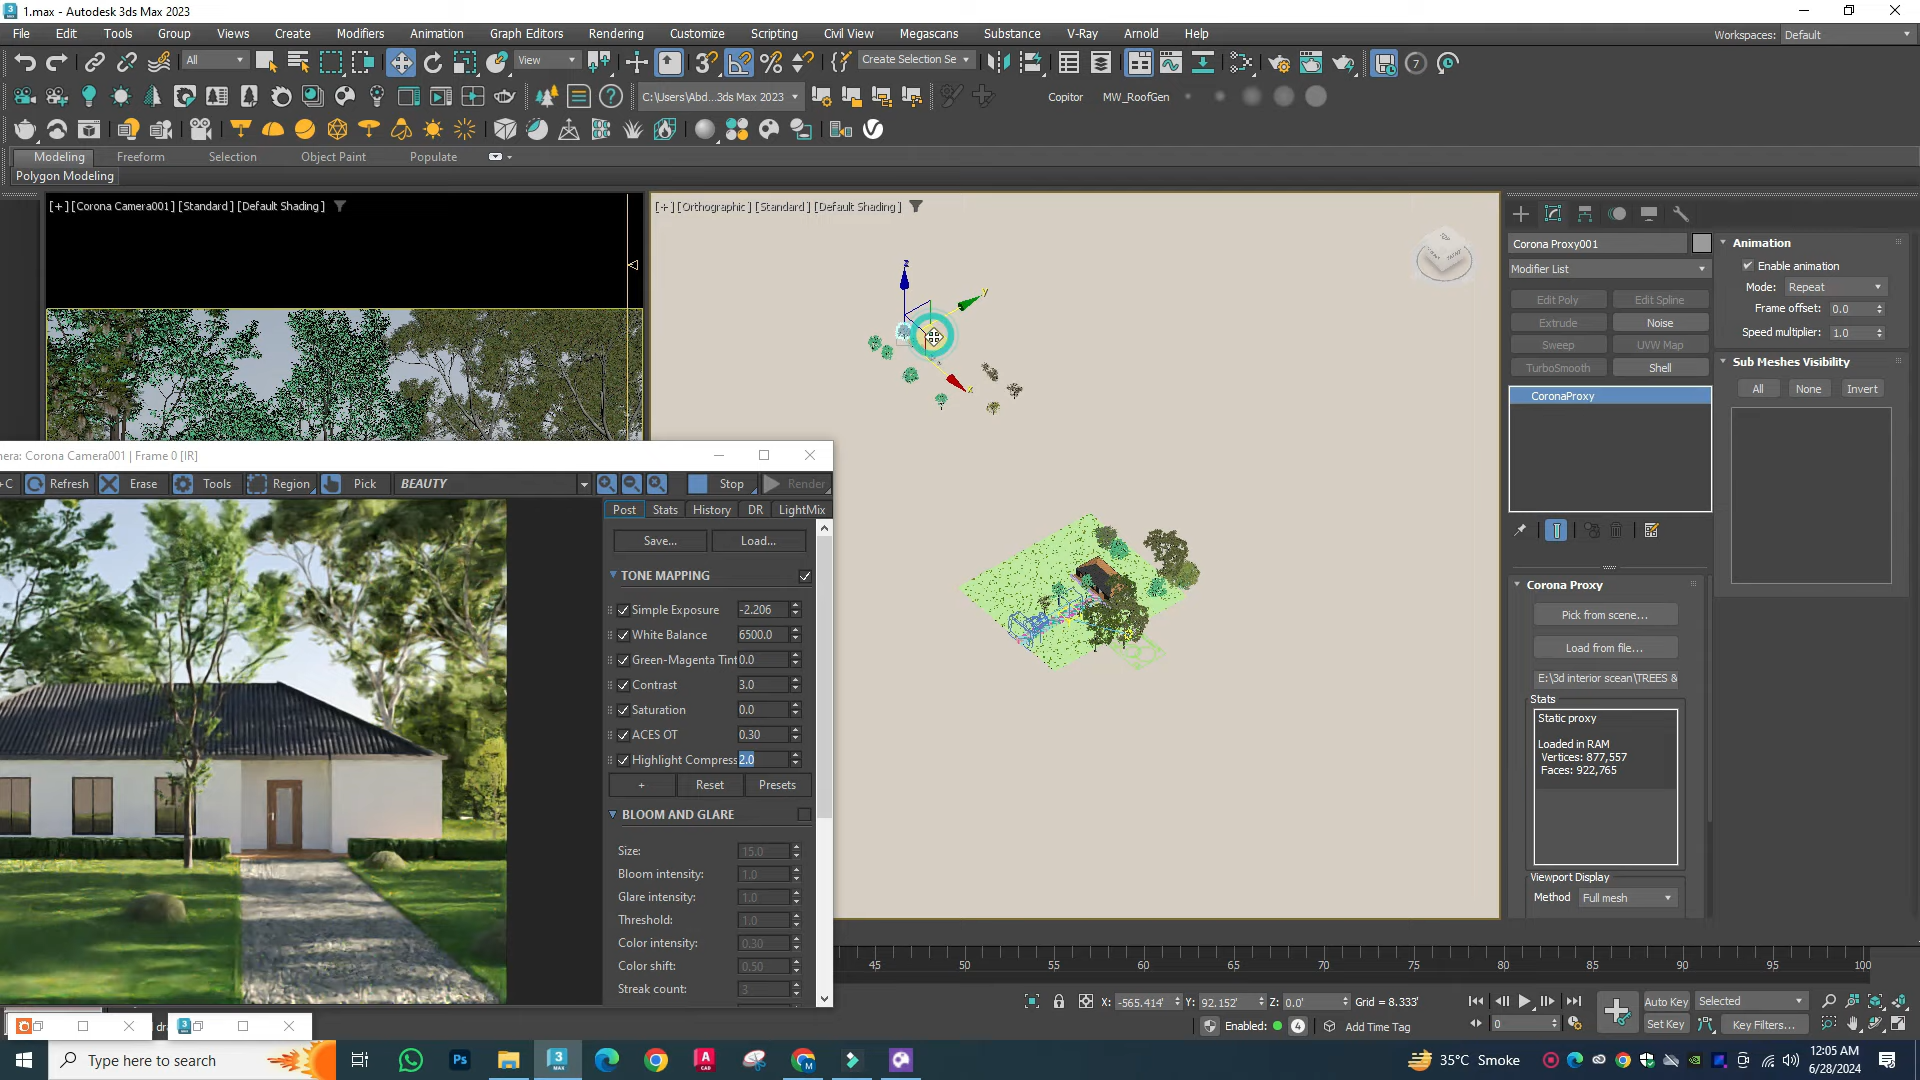 1.max - Autodesk 3ds Max 2023
File Edit Tools Group Views Create Modifiers Animation Graph Editors Rendering Customize Scripting Civil View Megascans Substance V-Ray Arnold Help
Workspaces: Default
All View Create Selection Se
C:\Users\Abd...3ds Max 2023
Copitor MW_RoofGen
Modeling Freeform Selection Object Paint Populate
Polygon Modeling
[+] [Corona Camera001] [Standard] [Default Shading]
[+] [Orthographic] [Standard] [Default Shading]
z
y
x
Corona Proxy001
Modifier List
Edit Poly Edit Spline
Extrude Noise
Sweep UVW Map
TurboSmooth Shell
CoronaProxy
Animation
Enable animation
Mode: Repeat
Frame offset: 0.0
Speed multiplier: 1.0
Sub Meshes Visibility
All None Invert
Corona Proxy
Pick from scene...
Load from file...
E:\3d interior scean\TREES &
Stats
Static proxy
Loaded in RAM
Vertices: 877,557
Faces: 922,765
Viewport Display
Method Full mesh
nera: Corona Camera001 | Frame 0 [IR]
+C Refresh Erase Tools Region Pick BEAUTY Stop Render
Post Stats History DR LightMix
Save... Load...
TONE MAPPING
Simple Exposure -2.206
White Balance 6500.0
Green-Magenta Tint 0.0
Contrast 3.0
Saturation 0.0
ACES OT 0.30
Highlight Compress 2.0
+ Reset Presets
BLOOM AND GLARE
Size: 15.0
Bloom intensity: 1.0
Glare intensity: 1.0
Threshold: 1.0
Color intensity: 0.30
Color shift: 0.50
Streak count: 3
45 50 55 60 65 70 75 80 85 90 95 100
X: -565.414' Y: 92.152' Z: 0.0' Grid = 8.333'
Enabled: 4 Add Time Tag
0
Auto Key Selected
Set Key Key Filters...
Type here to search
35°C Smoke
12:05 AM
6/28/2024